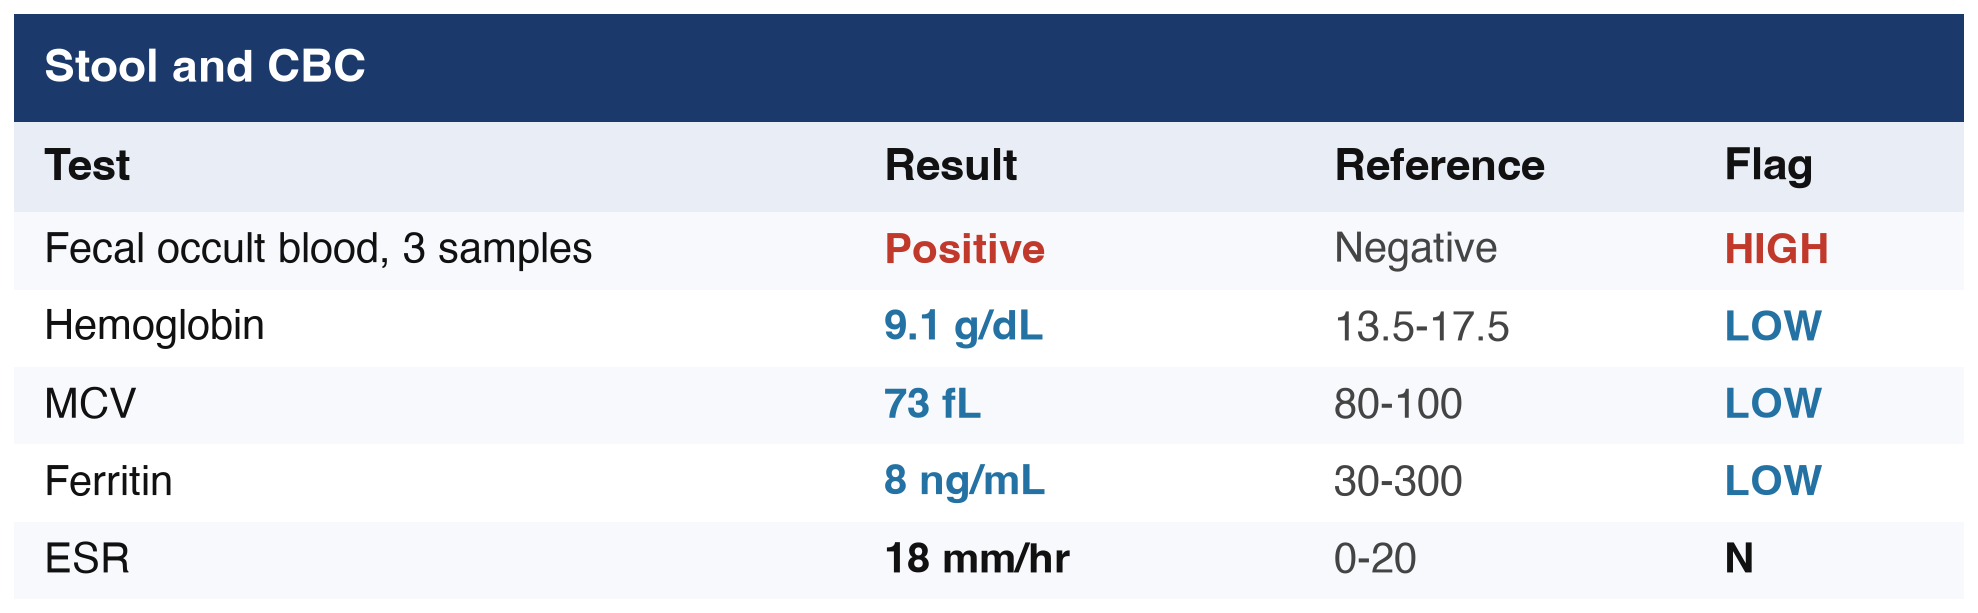 Stool and CBC
Test Result Reference Flag
Fecal occult blood, 3 samples Positive Negative HIGH
Hemoglobin 9.1 g/dL 13.5-17.5 LOW
MCV 73 fL 80-100 LOW
Ferritin 8 ng/mL 30-300 LOW
ESR 18 mm/hr 0-20 N